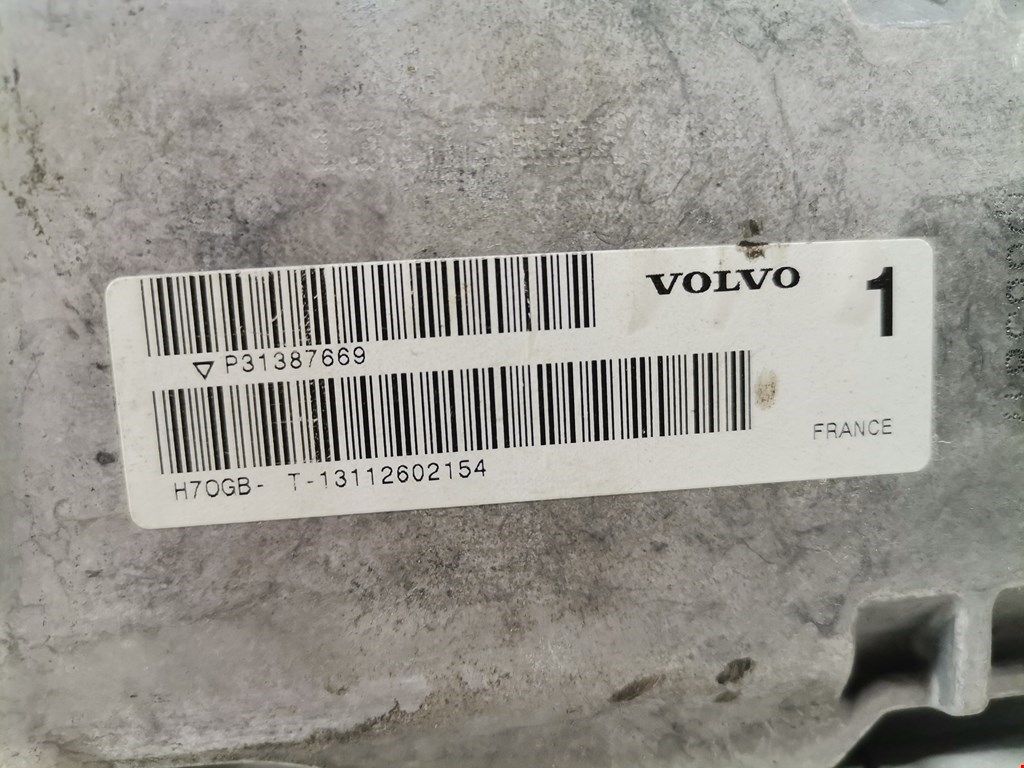 VOLVO
1
▽P31387669
FRANCE
H7OGB- T-13112602154